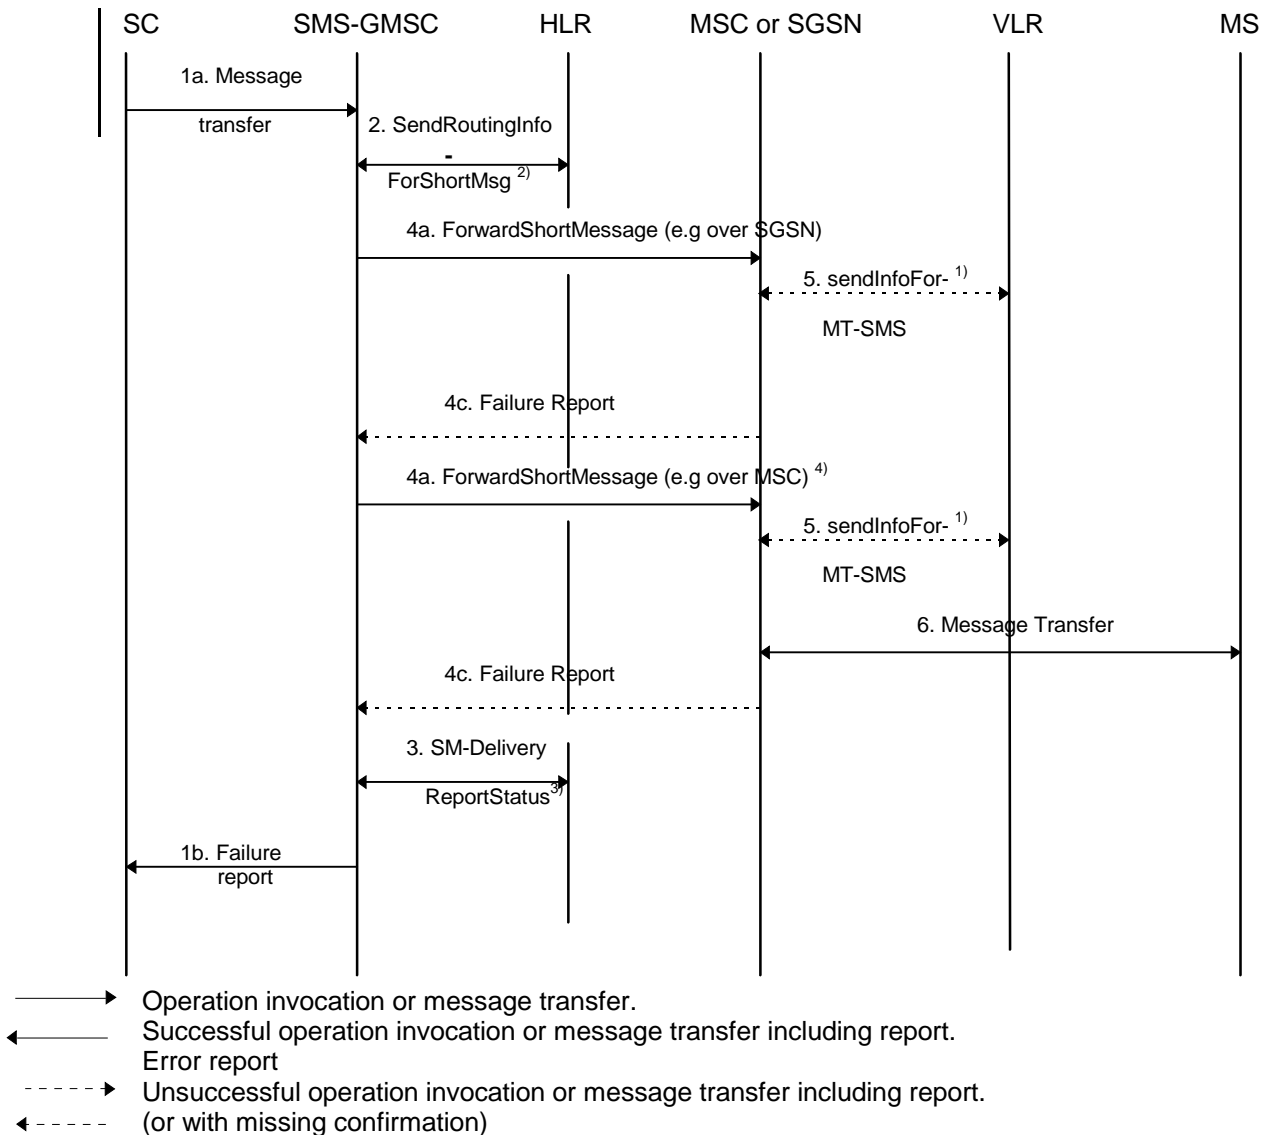 SC SMS-GMSC HLR MSC or SGSN VLR MS
1a. Message
transfer
2. SendRoutingInfo
-
ForShortMsg 2)
4a. ForwardShortMessage (e.g over SGSN)
5. sendInfoFor- 1)
MT-SMS
4c. Failure Report
4a. ForwardShortMessage (e.g over MSC) 4)
5. sendInfoFor- 1)
MT-SMS
6. Message Transfer
4c. Failure Report
3. SM-Delivery
ReportStatus3)
1b. Failure
report
Operation invocation or message transfer.
Successful operation invocation or message transfer including report.
Error report
Unsuccessful operation invocation or message transfer including report.
(or with missing confirmation)